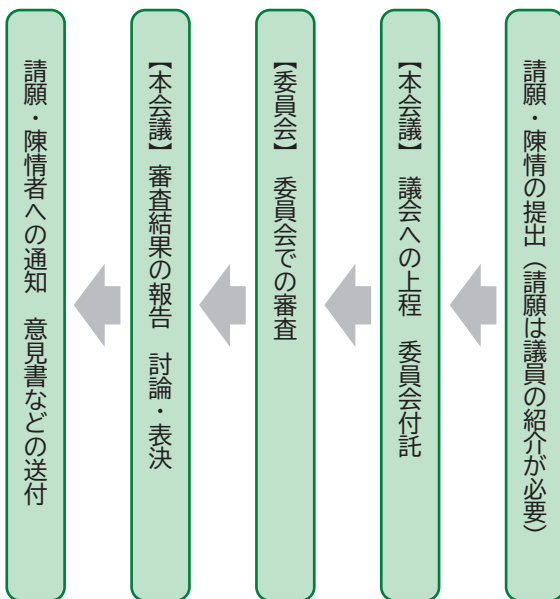 請願・陳情の提出（請願は議員の紹介が必要）
【本会議】　議会への上程　委員会付託
【委員会】　委員会での審査
【本会議】　審査結果の報告　討論・表決
請願・陳情者への通知　意見書などの送付